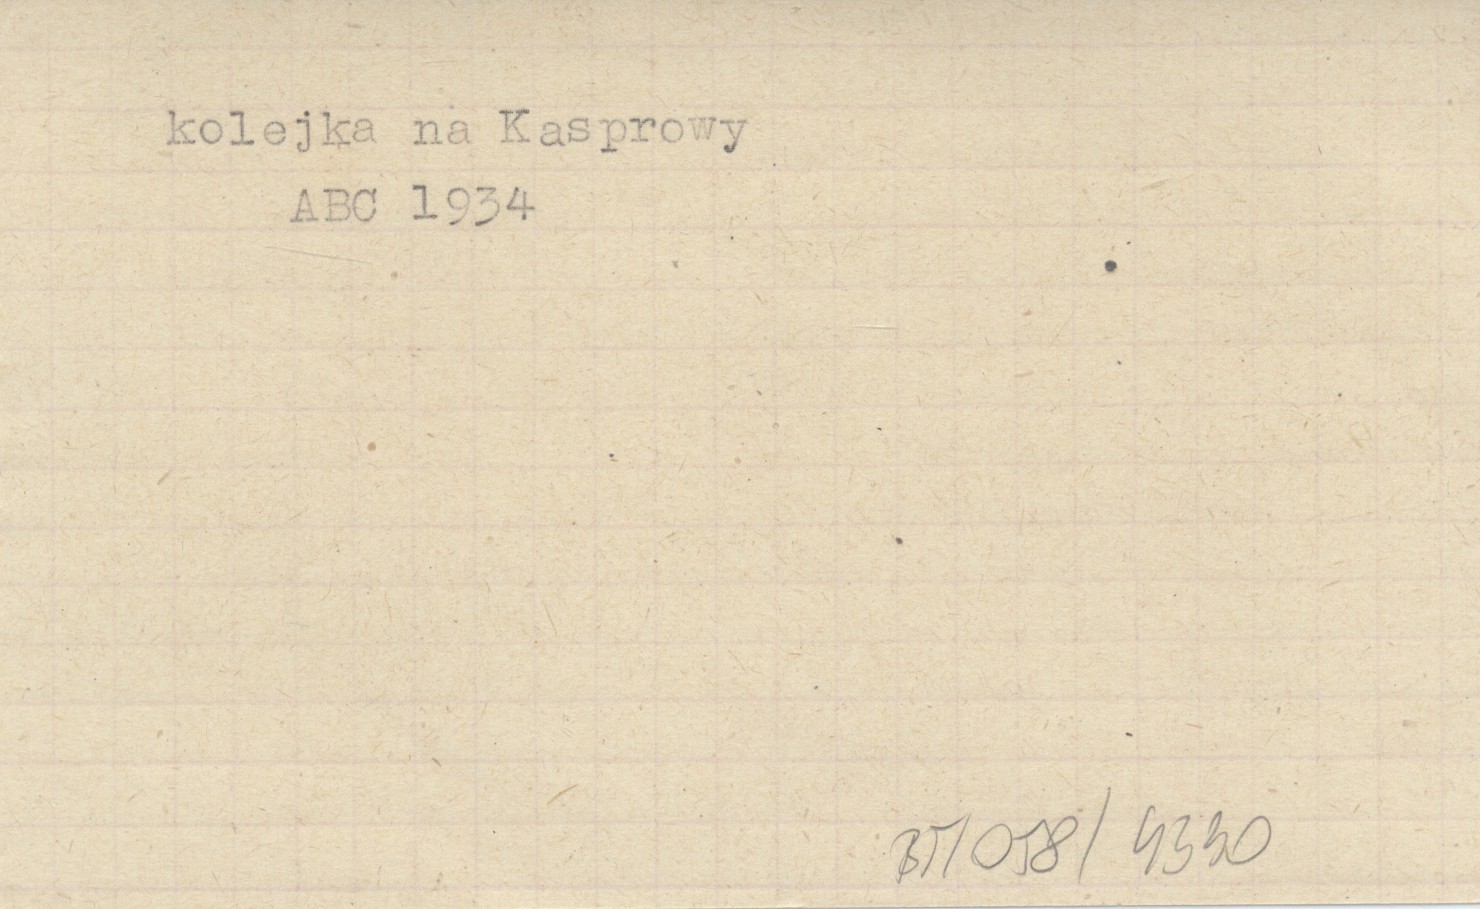 kolejka na Kasprowy
ABC 1934
BT/058/4330